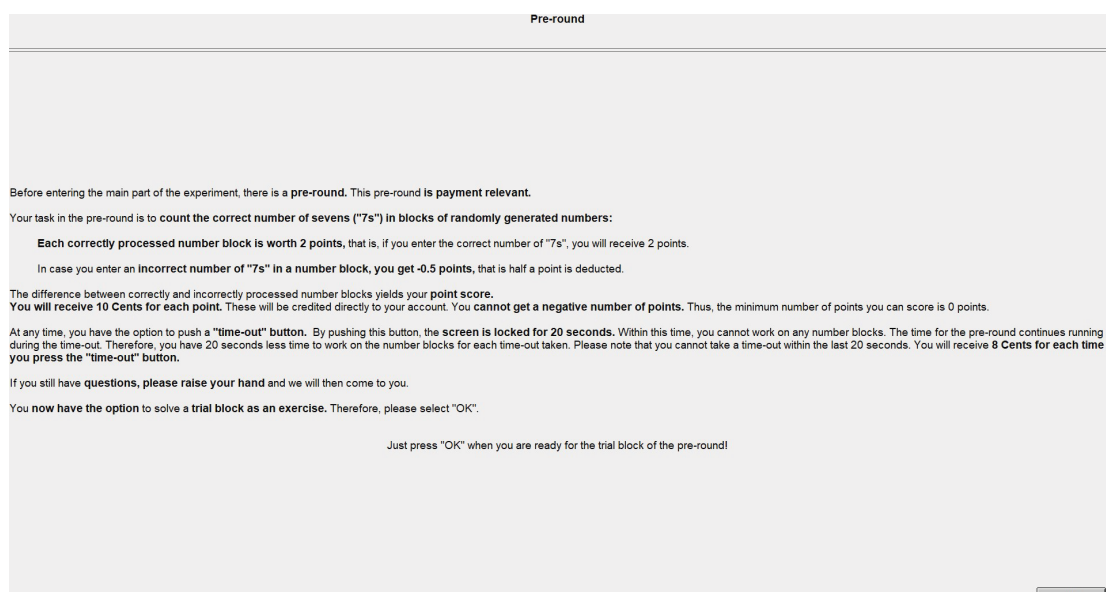 Pre-round
Before entering the main part of the experiment, there is a pre-round. This pre-round is payment relevant.
Your task in the pre-round is to count the correct number of sevens ("7s") in blocks of randomly generated numbers:
Each correctly processed number block is worth 2 points, that is, if you enter the correct number of "7s", you will receive 2 points.
In case you enter an incorrect number of "7s" in a number block, you get -0.5 points, that is half a point is deducted.
The difference between correctly and incorrectly processed number blocks yields your point score.
You will receive 10 Cents for each point. These will be credited directly to your account. You cannot get a negative number of points. Thus, the minimum number of points you can score is 0 points.
At any time, you have the option to push a "time-out" button. By pushing this button, the screen is locked for 20 seconds. Within this time, you cannot work on any number blocks. The time for the pre-round continues running
during the time-out. Therefore, you have 20 seconds less time to work on the number blocks for each time-out taken. Please note that you cannot take a time-out within the last 20 seconds. You will receive 8 Cents for each time
you press the "time-out" button.
If you still have questions, please raise your hand and we will then come to you.
You now have the option to solve a trial block as an exercise. Therefore, please select "OK".
Just press "OK" when you are ready for the trial block of the pre-round!